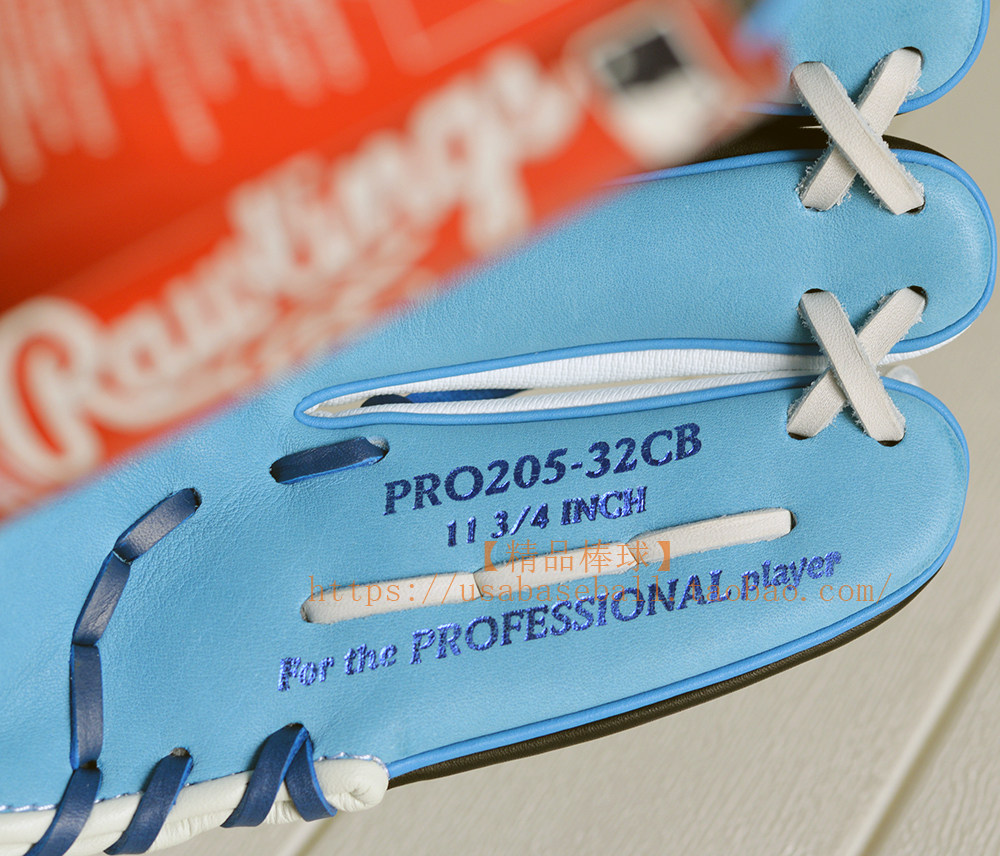 Rawlings
PRO205-32CB
11 3/4 INCH
【精品棒球】
https://usabaseball.taobao.com/
For the PROFESSIONAL player